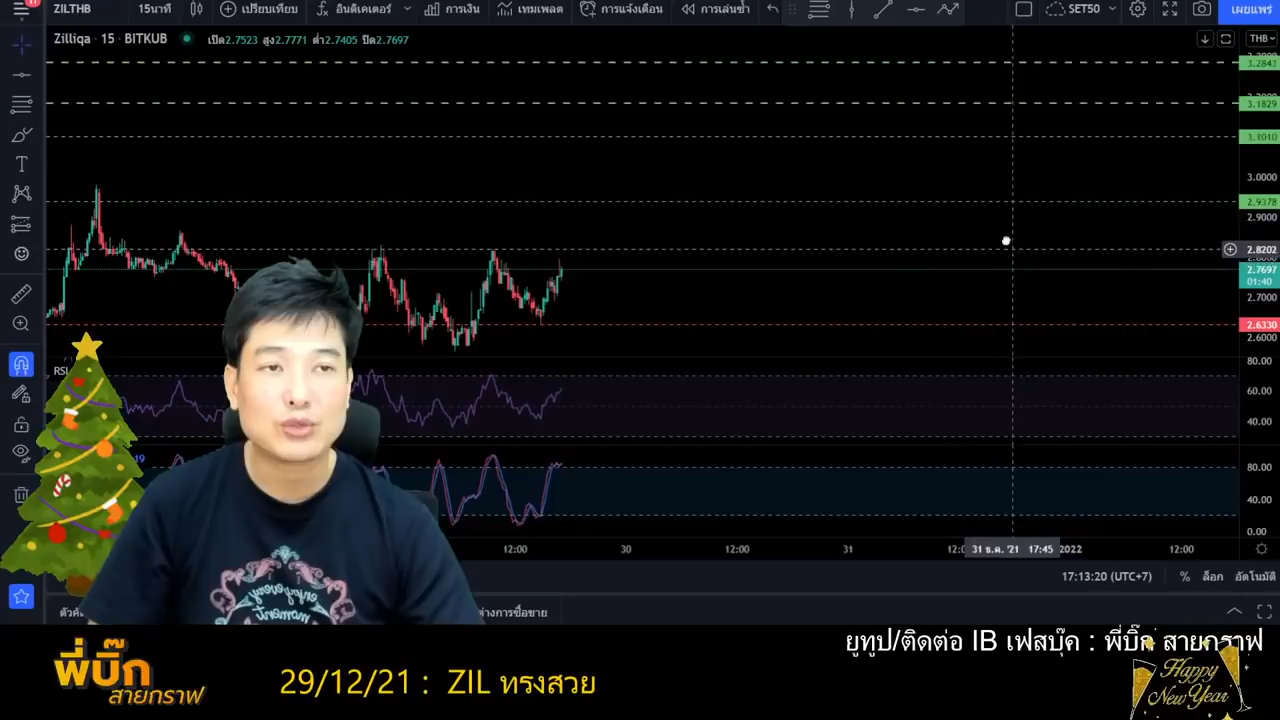 11
ZILTHB 15นาที เปรียบเทียบ อินดิเคเตอร์ การเงิน เทมเพลต การแจ้งเตือน การเล่นซ้ำ SET50 เผยแพร่
Zilliqa · 15 · BITKUB เปิด2.7523 สูง2.7771 ต่ำ2.7405 ปิด2.7697 THB
3.2843
3.1829
3.1010
3.0000
2.9378
2.9000
2.8202
2.7697
01:40
2.7000
2.6330
2.6000
80.00
RSI
60.00
40.00
19
80.00
40.00
0.00
12:00 30 12:00 31 31 ธ.ค. '21 17:45 2022 12:00
17:13:20 (UTC+7) % ล็อก อัตโนมัติ
enjoy every
moment
พี่บิ๊ก
สายกราฟ
29/12/21 : ZIL ทรงสวย
ยูทูป/ติดต่อ IB เฟสบุ๊ค : พี่บิ๊ก สายกราฟ
Happy
New Year